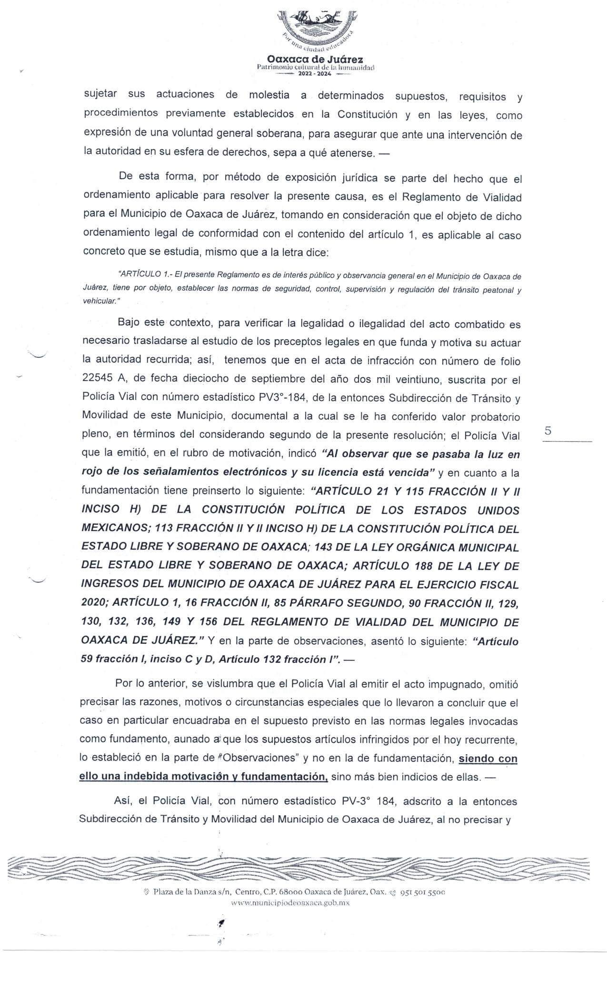 Por una ciudad educadora
Oaxaca de Juárez
Patrimonio cultural de la humanidad
2022 - 2024
sujetar sus actuaciones de molestia a determinados supuestos, requisitos y
procedimientos previamente establecidos en la Constitución y en las leyes, como
expresión de una voluntad general soberana, para asegurar que ante una intervención de
la autoridad en su esfera de derechos, sepa a qué atenerse. —
De esta forma, por método de exposición jurídica se parte del hecho que el
ordenamiento aplicable para resolver la presente causa, es el Reglamento de Vialidad
para el Municipio de Oaxaca de Juárez, tomando en consideración que el objeto de dicho
ordenamiento legal de conformidad con el contenido del artículo 1, es aplicable al caso
concreto que se estudia, mismo que a la letra dice:
“ARTÍCULO 1.- El presente Reglamento es de interés público y observancia general en el Municipio de Oaxaca de
Juárez, tiene por objeto, establecer las normas de seguridad, control, supervisión y regulación del tránsito peatonal y
vehicular.”
Bajo este contexto, para verificar la legalidad o ilegalidad del acto combatido es
necesario trasladarse al estudio de los preceptos legales en que funda y motiva su actuar
la autoridad recurrida; así, tenemos que en el acta de infracción con número de folio
22545 A, de fecha dieciocho de septiembre del año dos mil veintiuno, suscrita por el
Policía Vial con número estadístico PV3°-184, de la entonces Subdirección de Tránsito y
Movilidad de este Municipio, documental a la cual se le ha conferido valor probatorio
pleno, en términos del considerando segundo de la presente resolución; el Policía Vial
que la emitió, en el rubro de motivación, indicó “Al observar que se pasaba la luz en
rojo de los señalamientos electrónicos y su licencia está vencida” y en cuanto a la
fundamentación tiene preinserto lo siguiente: “ARTÍCULO 21 Y 115 FRACCIÓN II Y II
INCISO H) DE LA CONSTITUCIÓN POLÍTICA DE LOS ESTADOS UNIDOS
MEXICANOS; 113 FRACCIÓN II Y II INCISO H) DE LA CONSTITUCIÓN POLÍTICA DEL
ESTADO LIBRE Y SOBERANO DE OAXACA; 143 DE LA LEY ORGÁNICA MUNICIPAL
DEL ESTADO LIBRE Y SOBERANO DE OAXACA; ARTÍCULO 188 DE LA LEY DE
INGRESOS DEL MUNICIPIO DE OAXACA DE JUÁREZ PARA EL EJERCICIO FISCAL
2020; ARTÍCULO 1, 16 FRACCIÓN II, 85 PÁRRAFO SEGUNDO, 90 FRACCIÓN II, 129,
130, 132, 136, 149 Y 156 DEL REGLAMENTO DE VIALIDAD DEL MUNICIPIO DE
OAXACA DE JUÁREZ.” Y en la parte de observaciones, asentó lo siguiente: “Artículo
59 fracción I, inciso C y D, Artículo 132 fracción I”. —
5
Por lo anterior, se vislumbra que el Policía Vial al emitir el acto impugnado, omitió
precisar las razones, motivos o circunstancias especiales que lo llevaron a concluir que el
caso en particular encuadraba en el supuesto previsto en las normas legales invocadas
como fundamento, aunado a que los supuestos artículos infringidos por el hoy recurrente,
lo estableció en la parte de “Observaciones” y no en la de fundamentación, siendo con
ello una indebida motivación y fundamentación, sino más bien indicios de ellas. —
Así, el Policía Vial, con número estadístico PV-3° 184, adscrito a la entonces
Subdirección de Tránsito y Movilidad del Municipio de Oaxaca de Juárez, al no precisar y
Plaza de la Danza s/n, Centro, C.P. 68000 Oaxaca de Juárez, Oax. 951 501 5500
www.municipiodeoaxaca.gob.mx